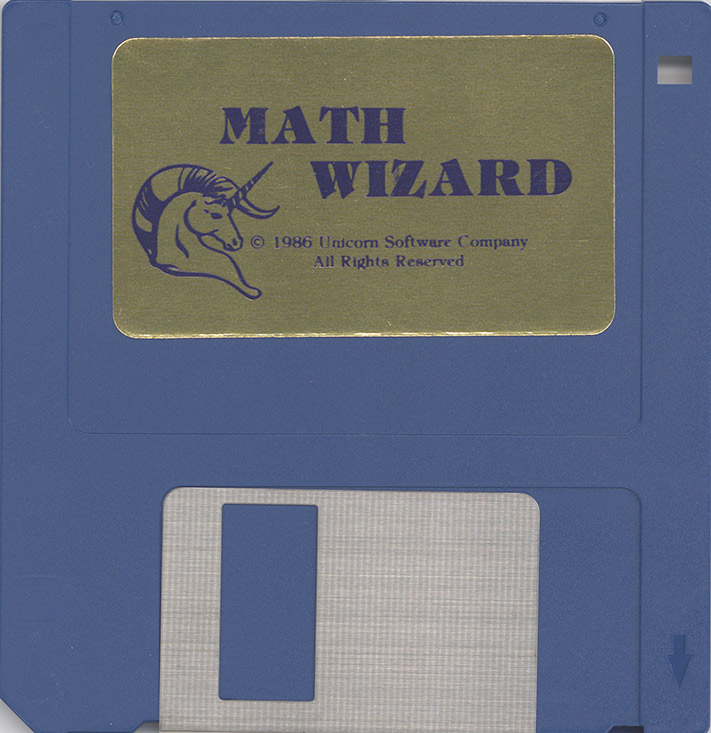 MATH
WIZARD
© 1986 Unicorn Software Company
All Rights Reserved